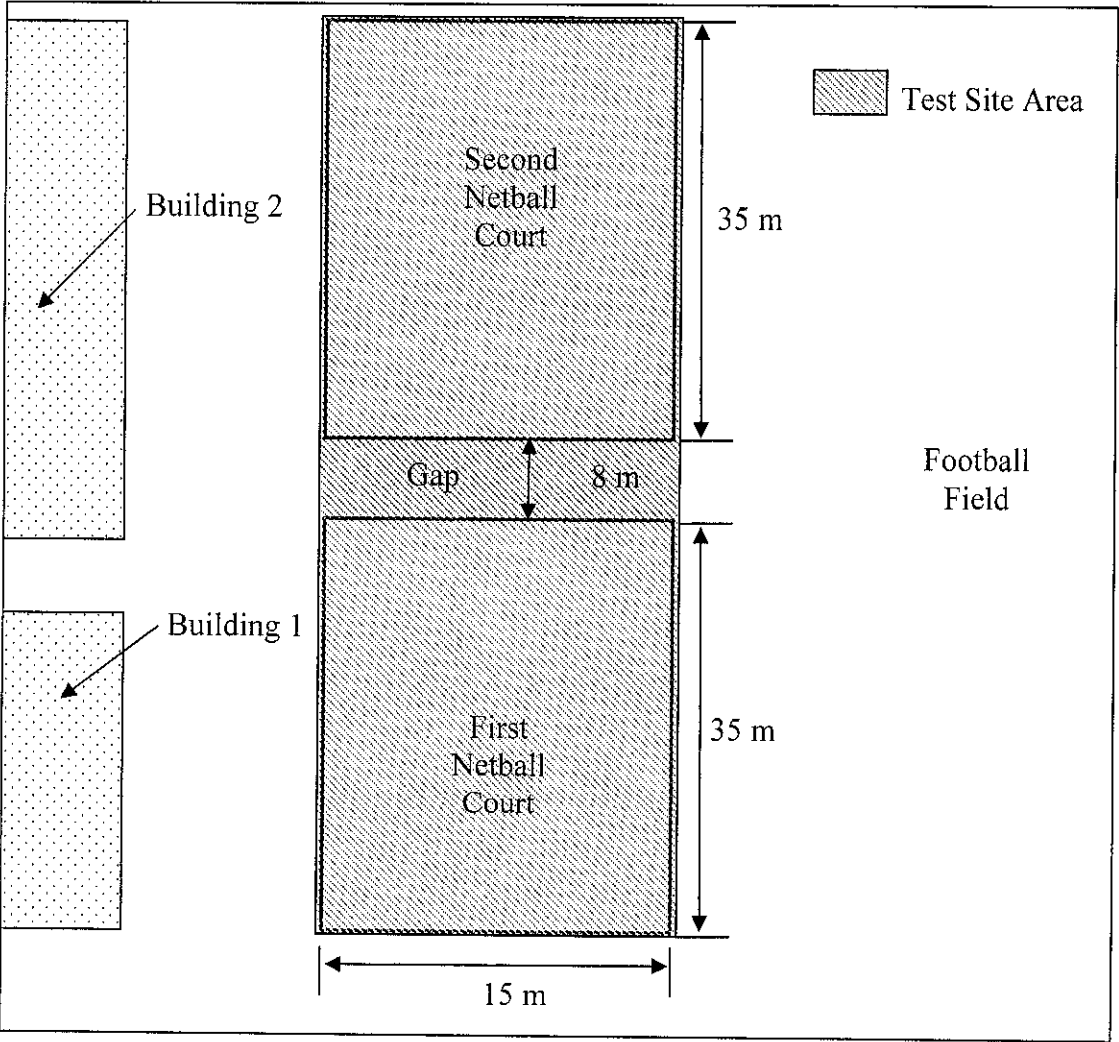 Test Site Area
Second
Netball
Court
Building 2
35 m
Gap
8 m
Football
Field
Building 1
First
Netball
Court
35 m
15 m